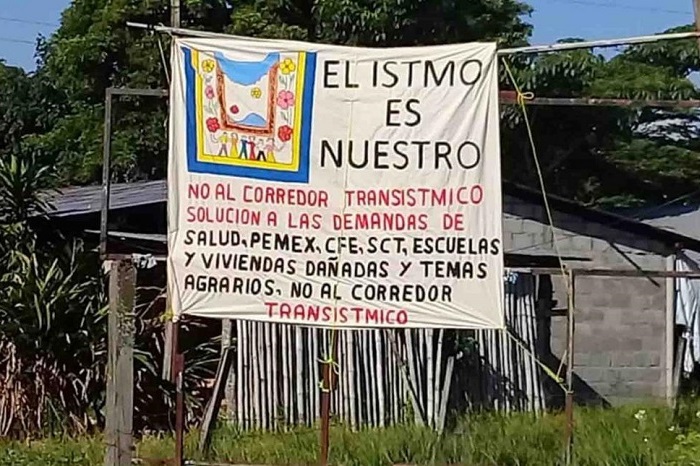 EL ISTMO
ES
NUESTRO
NO AL CORREDOR TRANSISTMICO
SOLUCION A LAS DEMANDAS DE
SALUD, PEMEX, CFE, SCT, ESCUELAS
Y VIVIENDAS DAÑADAS Y TEMAS
AGRARIOS. NO AL CORREDOR
TRANSISTMICO